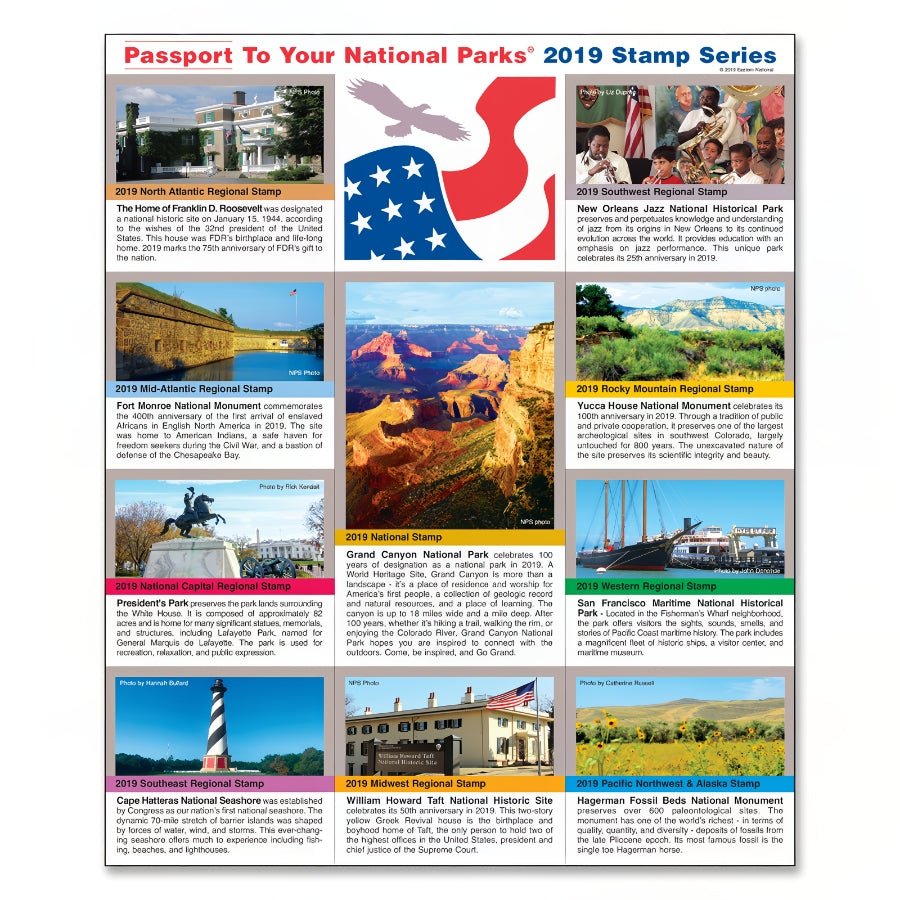 Passport To Your National Parks® 2019 Stamp Series
© 2019 Eastern National
NPS Photo
2019 North Atlantic Regional Stamp
The Home of Franklin D. Roosevelt was designated
a national historic site on January 15, 1944, according
to the wishes of the 32nd president of the United
States. This house was FDR's birthplace and life-long
home. 2019 marks the 75th anniversary of FDR's gift to
the nation.
Photo by Liz Dupree
2019 Southwest Regional Stamp
New Orleans Jazz National Historical Park
preserves and perpetuates knowledge and understanding
of jazz from its origins in New Orleans to its continued
evolution across the world. It provides education with an
emphasis on jazz performance. This unique park
celebrates its 25th anniversary in 2019.
NPS Photo
2019 Mid-Atlantic Regional Stamp
Fort Monroe National Monument commemorates
the 400th anniversary of the first arrival of enslaved
Africans in English North America in 2019. The site
was home to American Indians, a safe haven for
freedom seekers during the Civil War, and a bastion
of defense of the Chesapeake Bay.
NPS photo
2019 National Stamp
Grand Canyon National Park celebrates 100
years of designation as a national park in 2019. A
World Heritage Site, Grand Canyon is more than a
landscape - it's a place of residence and worship for
America's first people, a collection of geologic record
and natural resources, and a place of learning. The
canyon is up to 18 miles wide and a mile deep. After
100 years, whether it's hiking a trail, walking the rim, or
enjoying the Colorado River, Grand Canyon National
Park hopes you are inspired to connect with the
outdoors. Come, be inspired, and Go Grand.
NPS photo
2019 Rocky Mountain Regional Stamp
Yucca House National Monument celebrates its
100th anniversary in 2019. Through a tradition of public
and private cooperation, it preserves one of the largest
archeological sites in southwest Colorado, largely
untouched for 800 years. The unexcavated nature of
the site preserves its scientific integrity and beauty.
Photo by Rick Kendall
2019 National Capital Regional Stamp
President's Park preserves the park lands surrounding
the White House. It is composed of approximately 82
acres and is home for many significant statues, memorials,
and structures, including Lafayette Park, named for
General Marquis de Lafayette. The park is used for
recreation, relaxation, and public expression.
HYDE ST. PIER
Photo by John Donohue
2019 Western Regional Stamp
San Francisco Maritime National Historical
Park - Located in the Fisherman's Wharf neighborhood,
the park offers visitors the sights, sounds, smells, and
stories of Pacific Coast maritime history. The park includes
a magnificent fleet of historic ships, a visitor center, and
maritime museum.
Photo by Hannah Bullard
2019 Southeast Regional Stamp
Cape Hatteras National Seashore was established
by Congress as our nation's first national seashore. The
dynamic 70-mile stretch of barrier islands was shaped
by forces of water, wind, and storms. This ever-chang-
ing seashore offers much to experience including fish-
ing, beaches, and lighthouses.
NPS Photo
William Howard Taft
National Historic Site
2019 Midwest Regional Stamp
William Howard Taft National Historic Site
celebrates its 50th anniversary in 2019. This two-story
yellow Greek Revival house is the birthplace and
boyhood home of Taft, the only person to hold two of
the highest offices in the United States, president and
chief justice of the Supreme Court.
Photo by Catherine Russell
2019 Pacific Northwest & Alaska Stamp
Hagerman Fossil Beds National Monument
preserves over 600 paleontological sites. The
monument has one of the world's richest - in terms of
quality, quantity, and diversity - deposits of fossils from
the late Pliocene epoch. Its most famous fossil is the
single toe Hagerman horse.